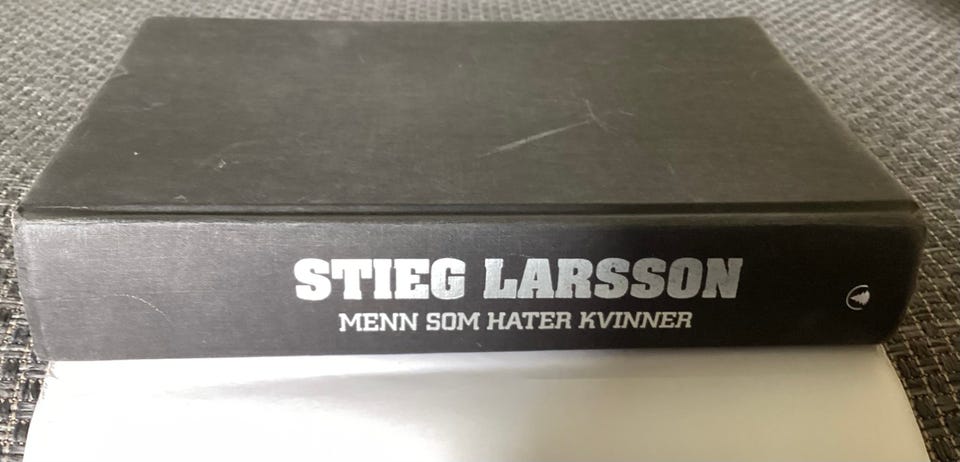 STIEG LARSSON
MENN SOM HATER KVINNER